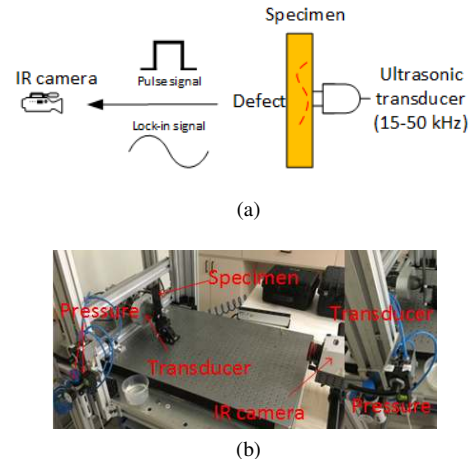 Specimen
IR camera
Pulse signal
Defect
Ultrasonic
transducer
(15-50 kHz)
Lock-in signal
(a)
Specimen
Pressure
Transducer
Transducer
IR camera
Pressure
(b)